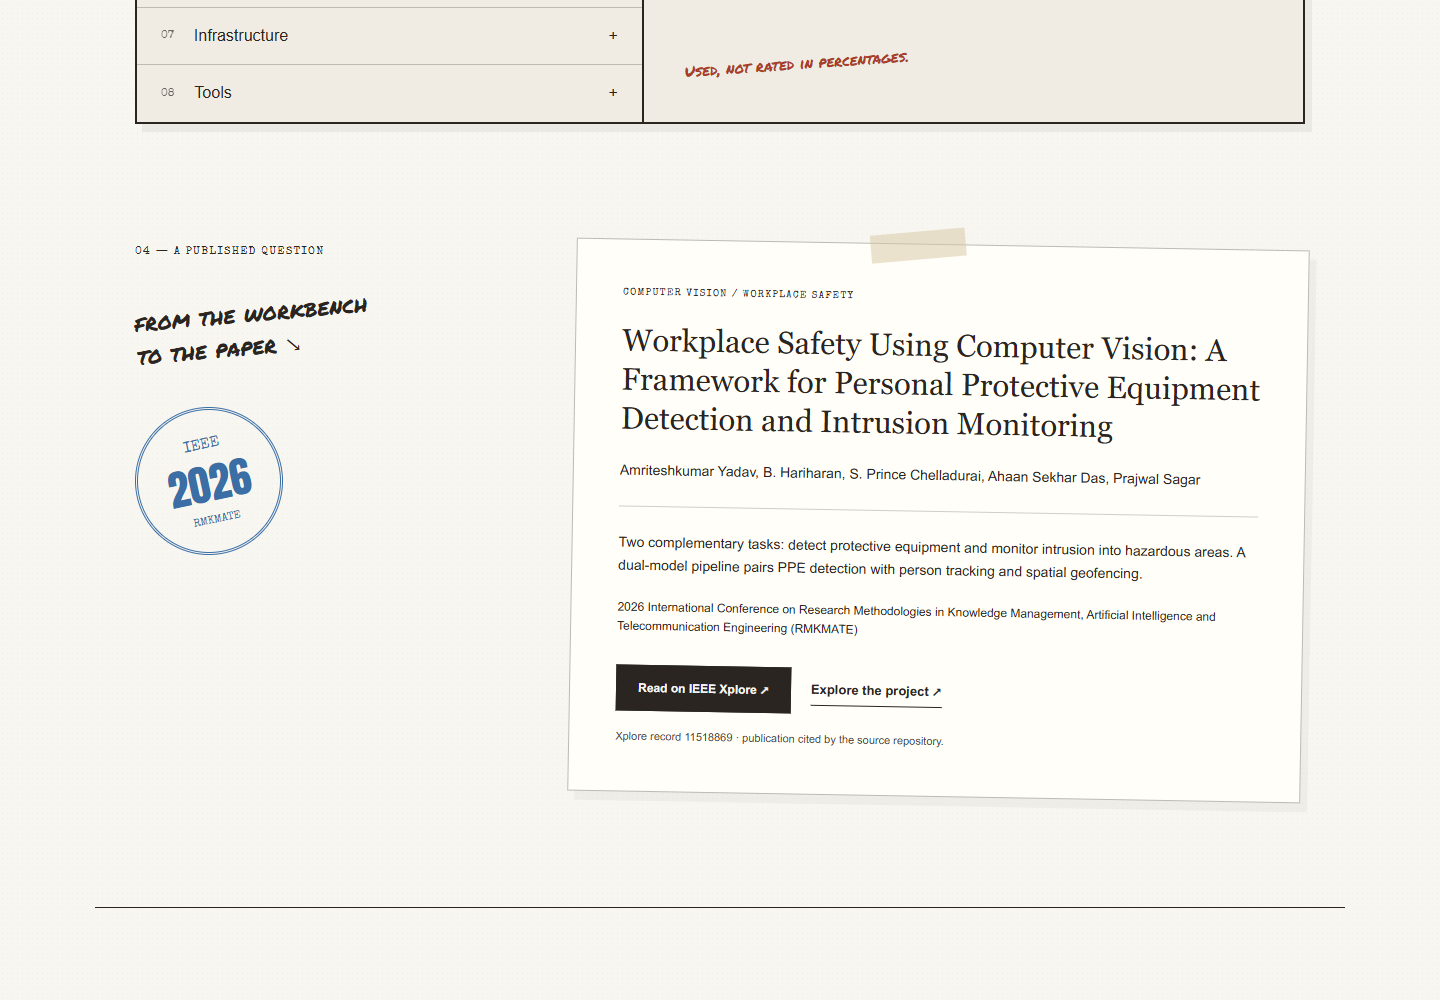 07 Infrastructure +
08 Tools +
Used, not rated in percentages.
04 — A PUBLISHED QUESTION
FROM THE WORKBENCH
TO THE PAPER ↘
IEEE
2026
RMKMATE
COMPUTER VISION / WORKPLACE SAFETY
Workplace Safety Using Computer Vision: A
Framework for Personal Protective Equipment
Detection and Intrusion Monitoring
Amriteshkumar Yadav, B. Hariharan, S. Prince Chelladurai, Ahaan Sekhar Das, Prajwal Sagar
Two complementary tasks: detect protective equipment and monitor intrusion into hazardous areas. A
dual-model pipeline pairs PPE detection with person tracking and spatial geofencing.
2026 International Conference on Research Methodologies in Knowledge Management, Artificial Intelligence and
Telecommunication Engineering (RMKMATE)
Read on IEEE Xplore ↗ Explore the project ↗
Xplore record 11518869 · publication cited by the source repository.